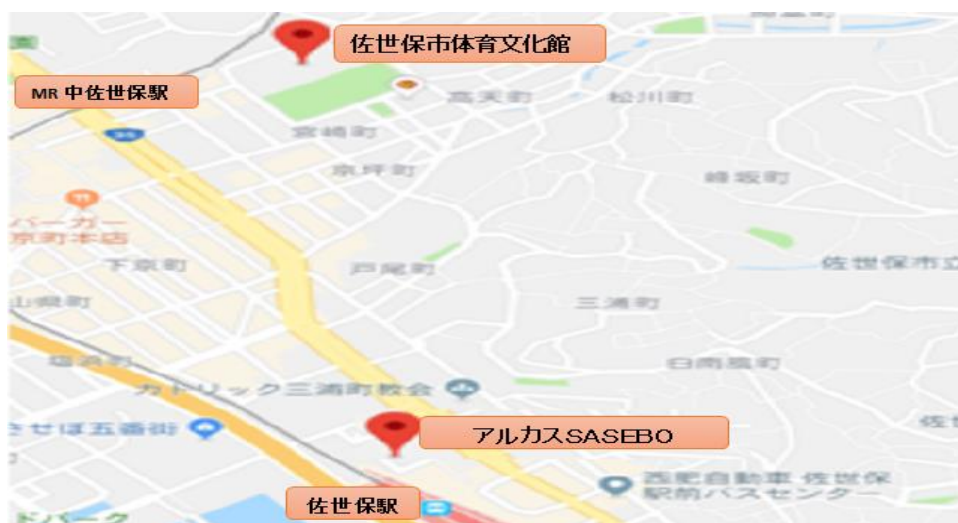 佐世保市体育文化館
MR 中佐世保駅
高天町
松川町
宮崎町
京坪町
峰坂町
バーガー
京町本店
下京町
戸尾町
佐世保市立
山県町
三浦町
塩浜町
白南風町
カトリック三浦町教会
させぼ五番街
アルカスSASEBO
西肥自動車 佐世保
駅前バスセンター
佐世保駅
ドパーク